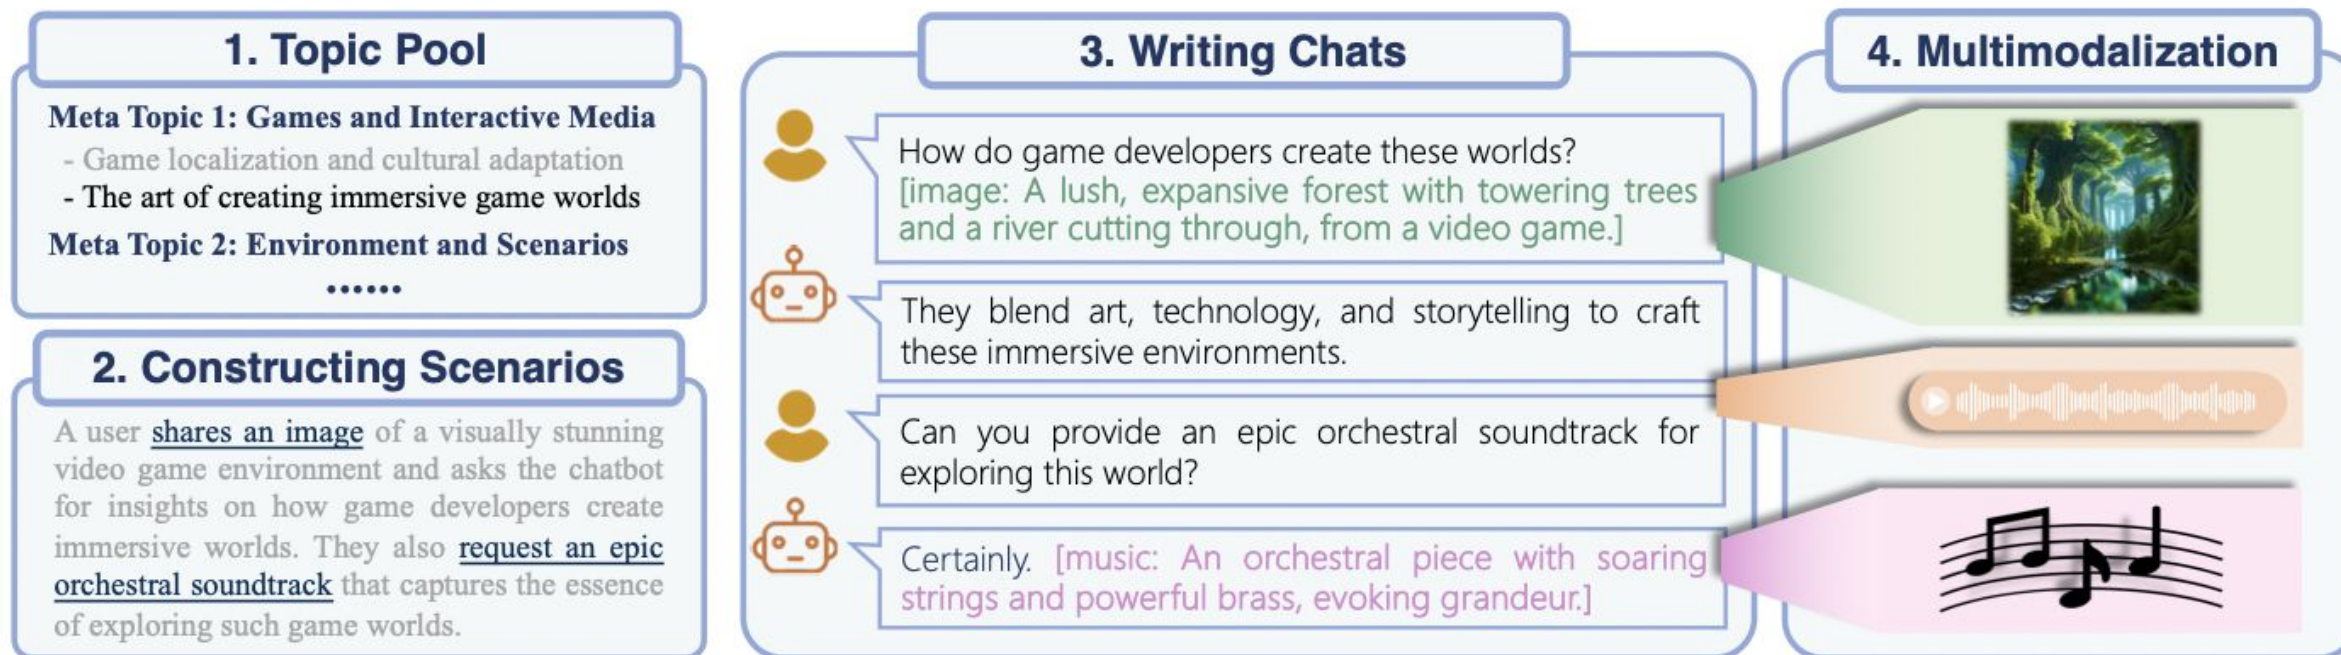 1. Topic Pool
Meta Topic 1: Games and Interactive Media
- Game localization and cultural adaptation
- The art of creating immersive game worlds
Meta Topic 2: Environment and Scenarios
......
2. Constructing Scenarios
A user shares an image of a visually stunning
video game environment and asks the chatbot
for insights on how game developers create
immersive worlds. They also request an epic
orchestral soundtrack that captures the essence
of exploring such game worlds.
3. Writing Chats
How do game developers create these worlds?
[image: A lush, expansive forest with towering trees
and a river cutting through, from a video game.]
They blend art, technology, and storytelling to craft
these immersive environments.
Can you provide an epic orchestral soundtrack for
exploring this world?
Certainly. [music: An orchestral piece with soaring
strings and powerful brass, evoking grandeur.]
4. Multimodalization